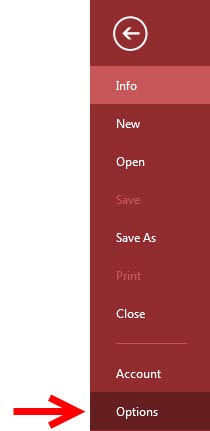 Info
New
Open
Save
Save As
Print
Close
Account
Options